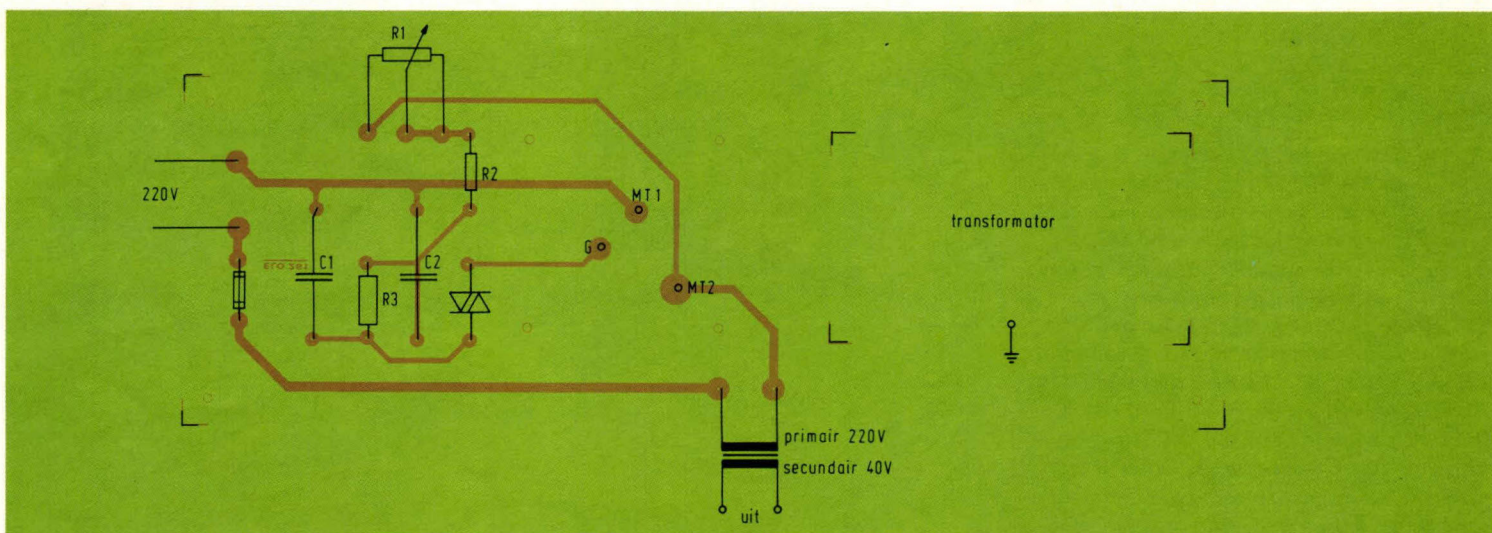 R1
220V
R2
MT1
G
C1
R3
C2
MT2
transformator
primair 220V
secundair 40V
uit